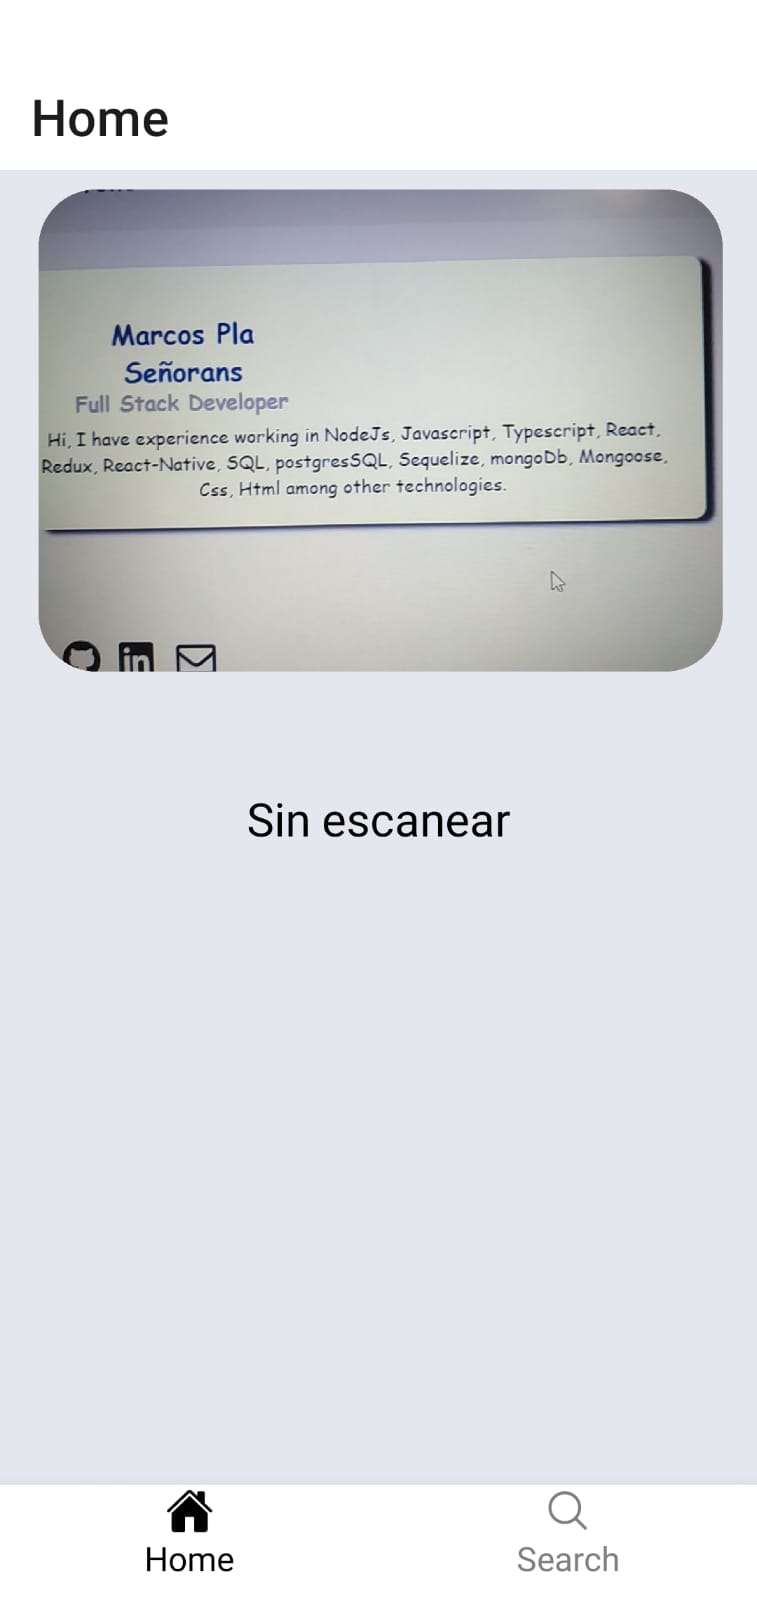 Home
Marcos Pla
Señorans
Full Stack Developer
Hi, I have experience working in NodeJs, Javascript, Typescript, React,
Redux, React-Native, SQL, postgresSQL, Sequelize, mongoDb, Mongoose,
Css, Html among other technologies.
in
Sin escanear
Home
Search